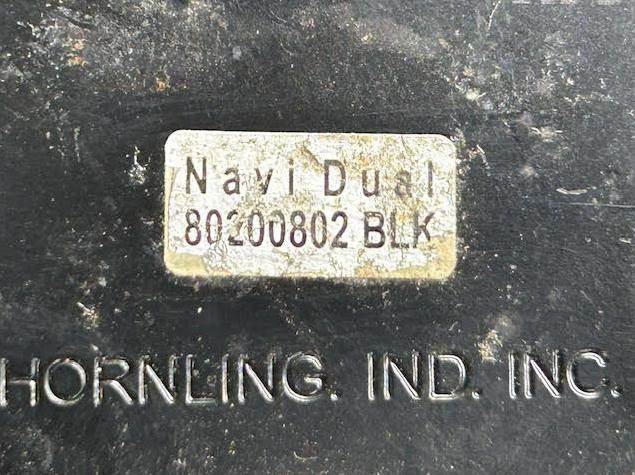 Navi Dual
80200802 BLK
HORNLING. IND. INC.